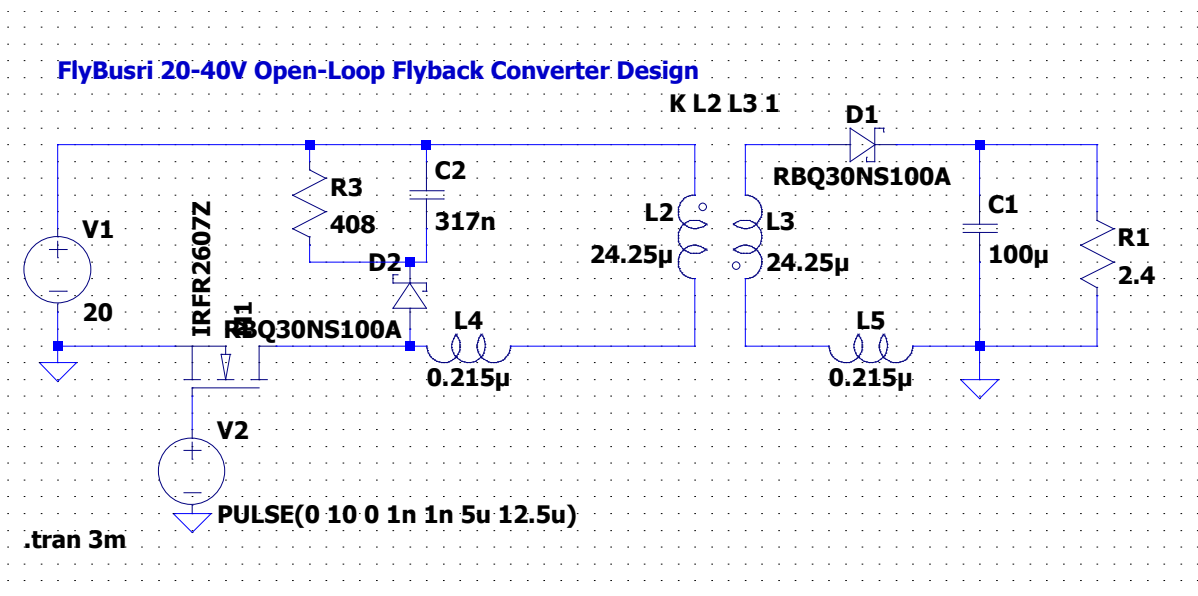 FlyBusri 20-40V Open-Loop Flyback Converter Design
K L2 L3 1
D1
RBQ30NS100A
R3
408
C2
317n
V1
20
IRFR2607Z
M1
D2
RBQ30NS100A
L2
24.25µ
L3
24.25µ
C1
100µ
R1
2.4
L4
0.215µ
L5
0.215µ
V2
PULSE(0 10 0 1n 1n 5u 12.5u)
.tran 3m